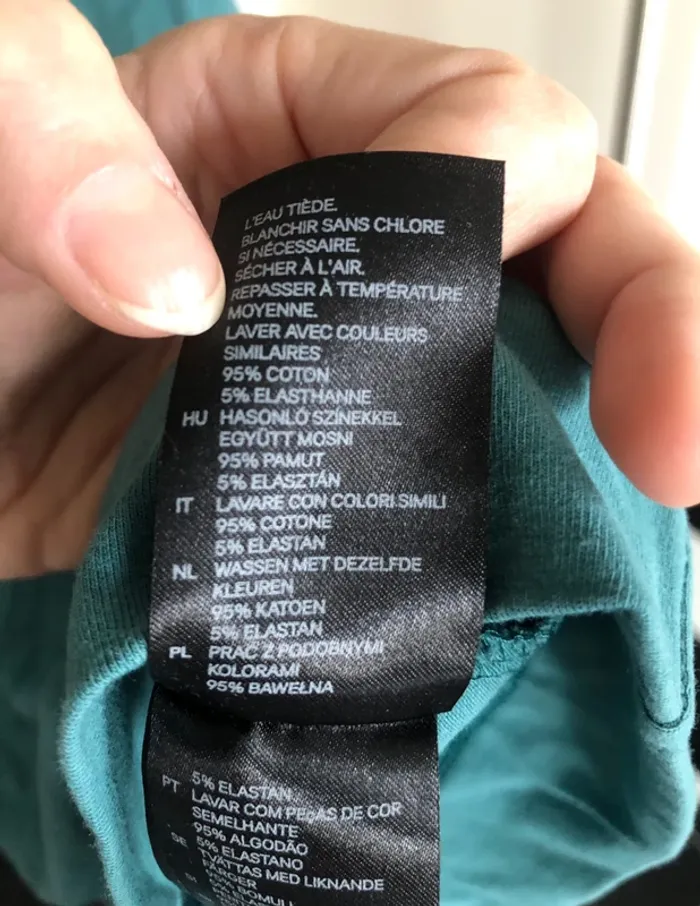 L'EAU TIÈDE.
BLANCHIR SANS CHLORE
SI NÉCESSAIRE.
SÉCHER À L'AIR.
REPASSER À TEMPÉRATURE
MOYENNE.
LAVER AVEC COULEURS
SIMILAIRES
95% COTON
5% ELASTHANNE
HU HASONLÓ SZÍNEKKEL
EGYÜTT MOSNI
95% PAMUT
5% ELASZTÁN
IT LAVARE CON COLORI SIMILI
95% COTONE
5% ELASTAN
NL WASSEN MET DEZELFDE
KLEUREN
95% KATOEN
5% ELASTAN
PL PRAĆ Z PODOBNYMI
KOLORAMI
95% BAWEŁNA
5% ELASTAN
PT LAVAR COM PEÇAS DE COR
SEMELHANTE
95% ALGODÃO
5% ELASTANO
SE TVÄTTAS MED LIKNANDE
FÄRGER
95% BOMULL